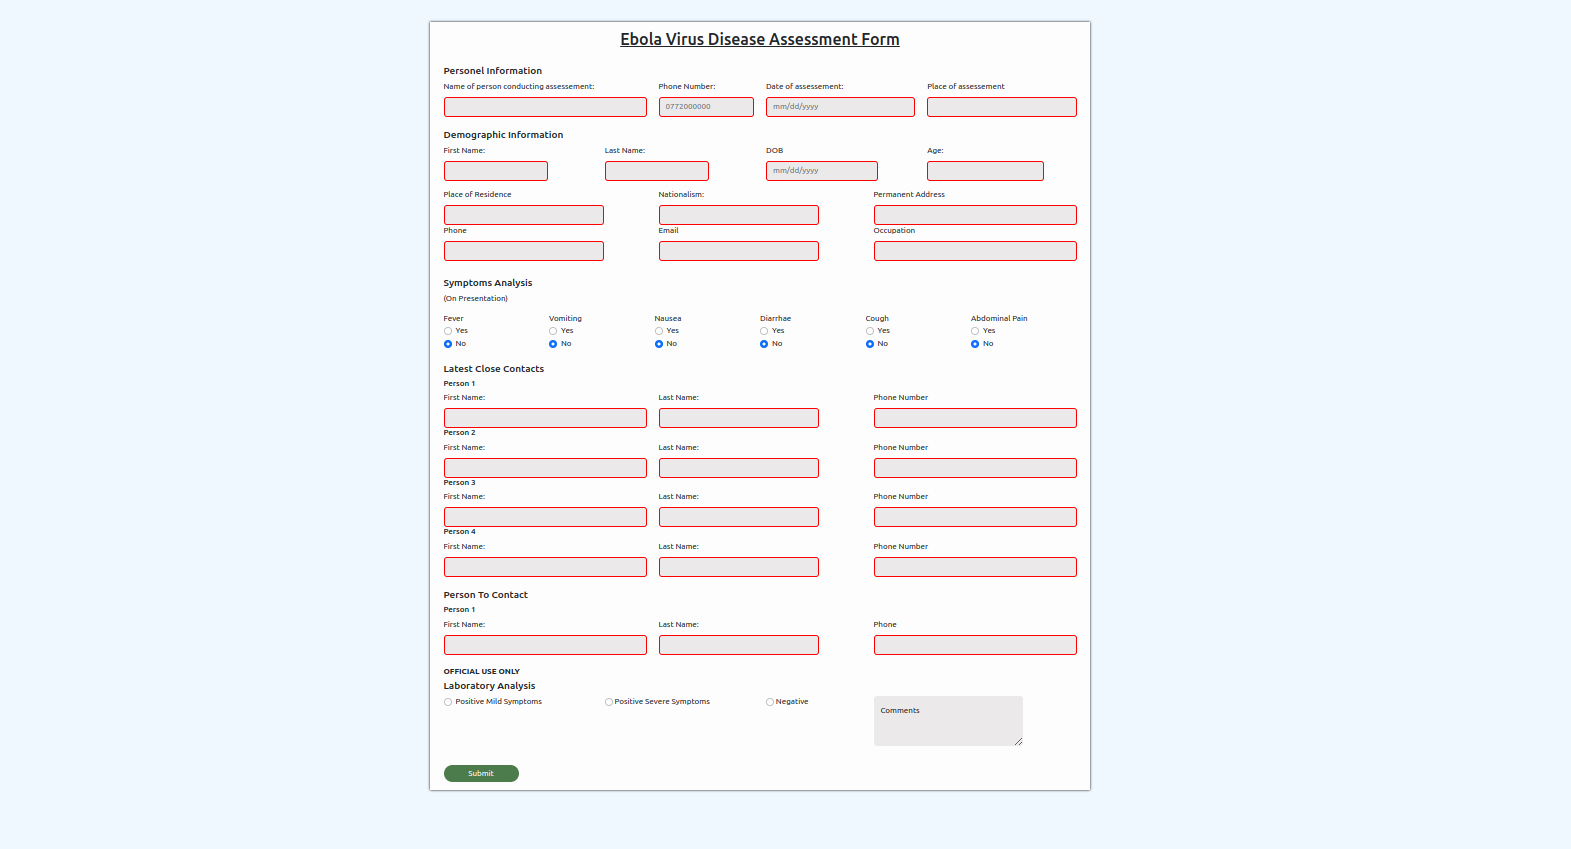 Ebola Virus Disease Assessment Form
Personel Information
Name of person conducting assessement: Phone Number: Date of assessement: Place of assessement
0772000000 mm/dd/yyyy
Demographic Information
First Name: Last Name: DOB Age:
mm/dd/yyyy
Place of Residence Nationalism: Permanent Address
Phone Email Occupation
Symptoms Analysis
(On Presentation)
Fever Vomiting Nausea Diarrhae Cough Abdominal Pain
Yes Yes Yes Yes Yes Yes
No No No No No No
Latest Close Contacts
Person 1
First Name: Last Name: Phone Number
Person 2
First Name: Last Name: Phone Number
Person 3
First Name: Last Name: Phone Number
Person 4
First Name: Last Name: Phone Number
Person To Contact
Person 1
First Name: Last Name: Phone
OFFICIAL USE ONLY
Laboratory Analysis
Positive Mild Symptoms Positive Severe Symptoms Negative
Comments
Submit